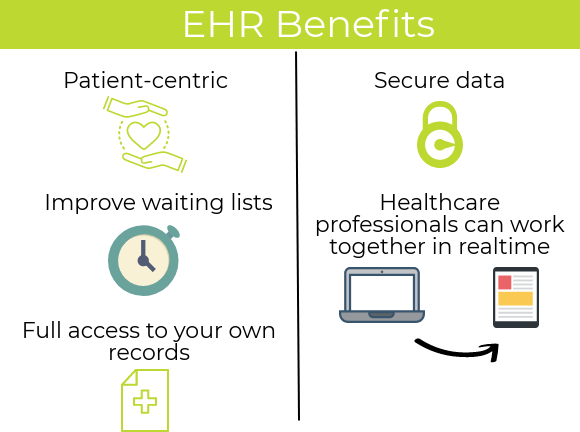 EHR Benefits
Patient-centric
Improve waiting lists
Full access to your own
records
Secure data
Healthcare
professionals can work
together in realtime